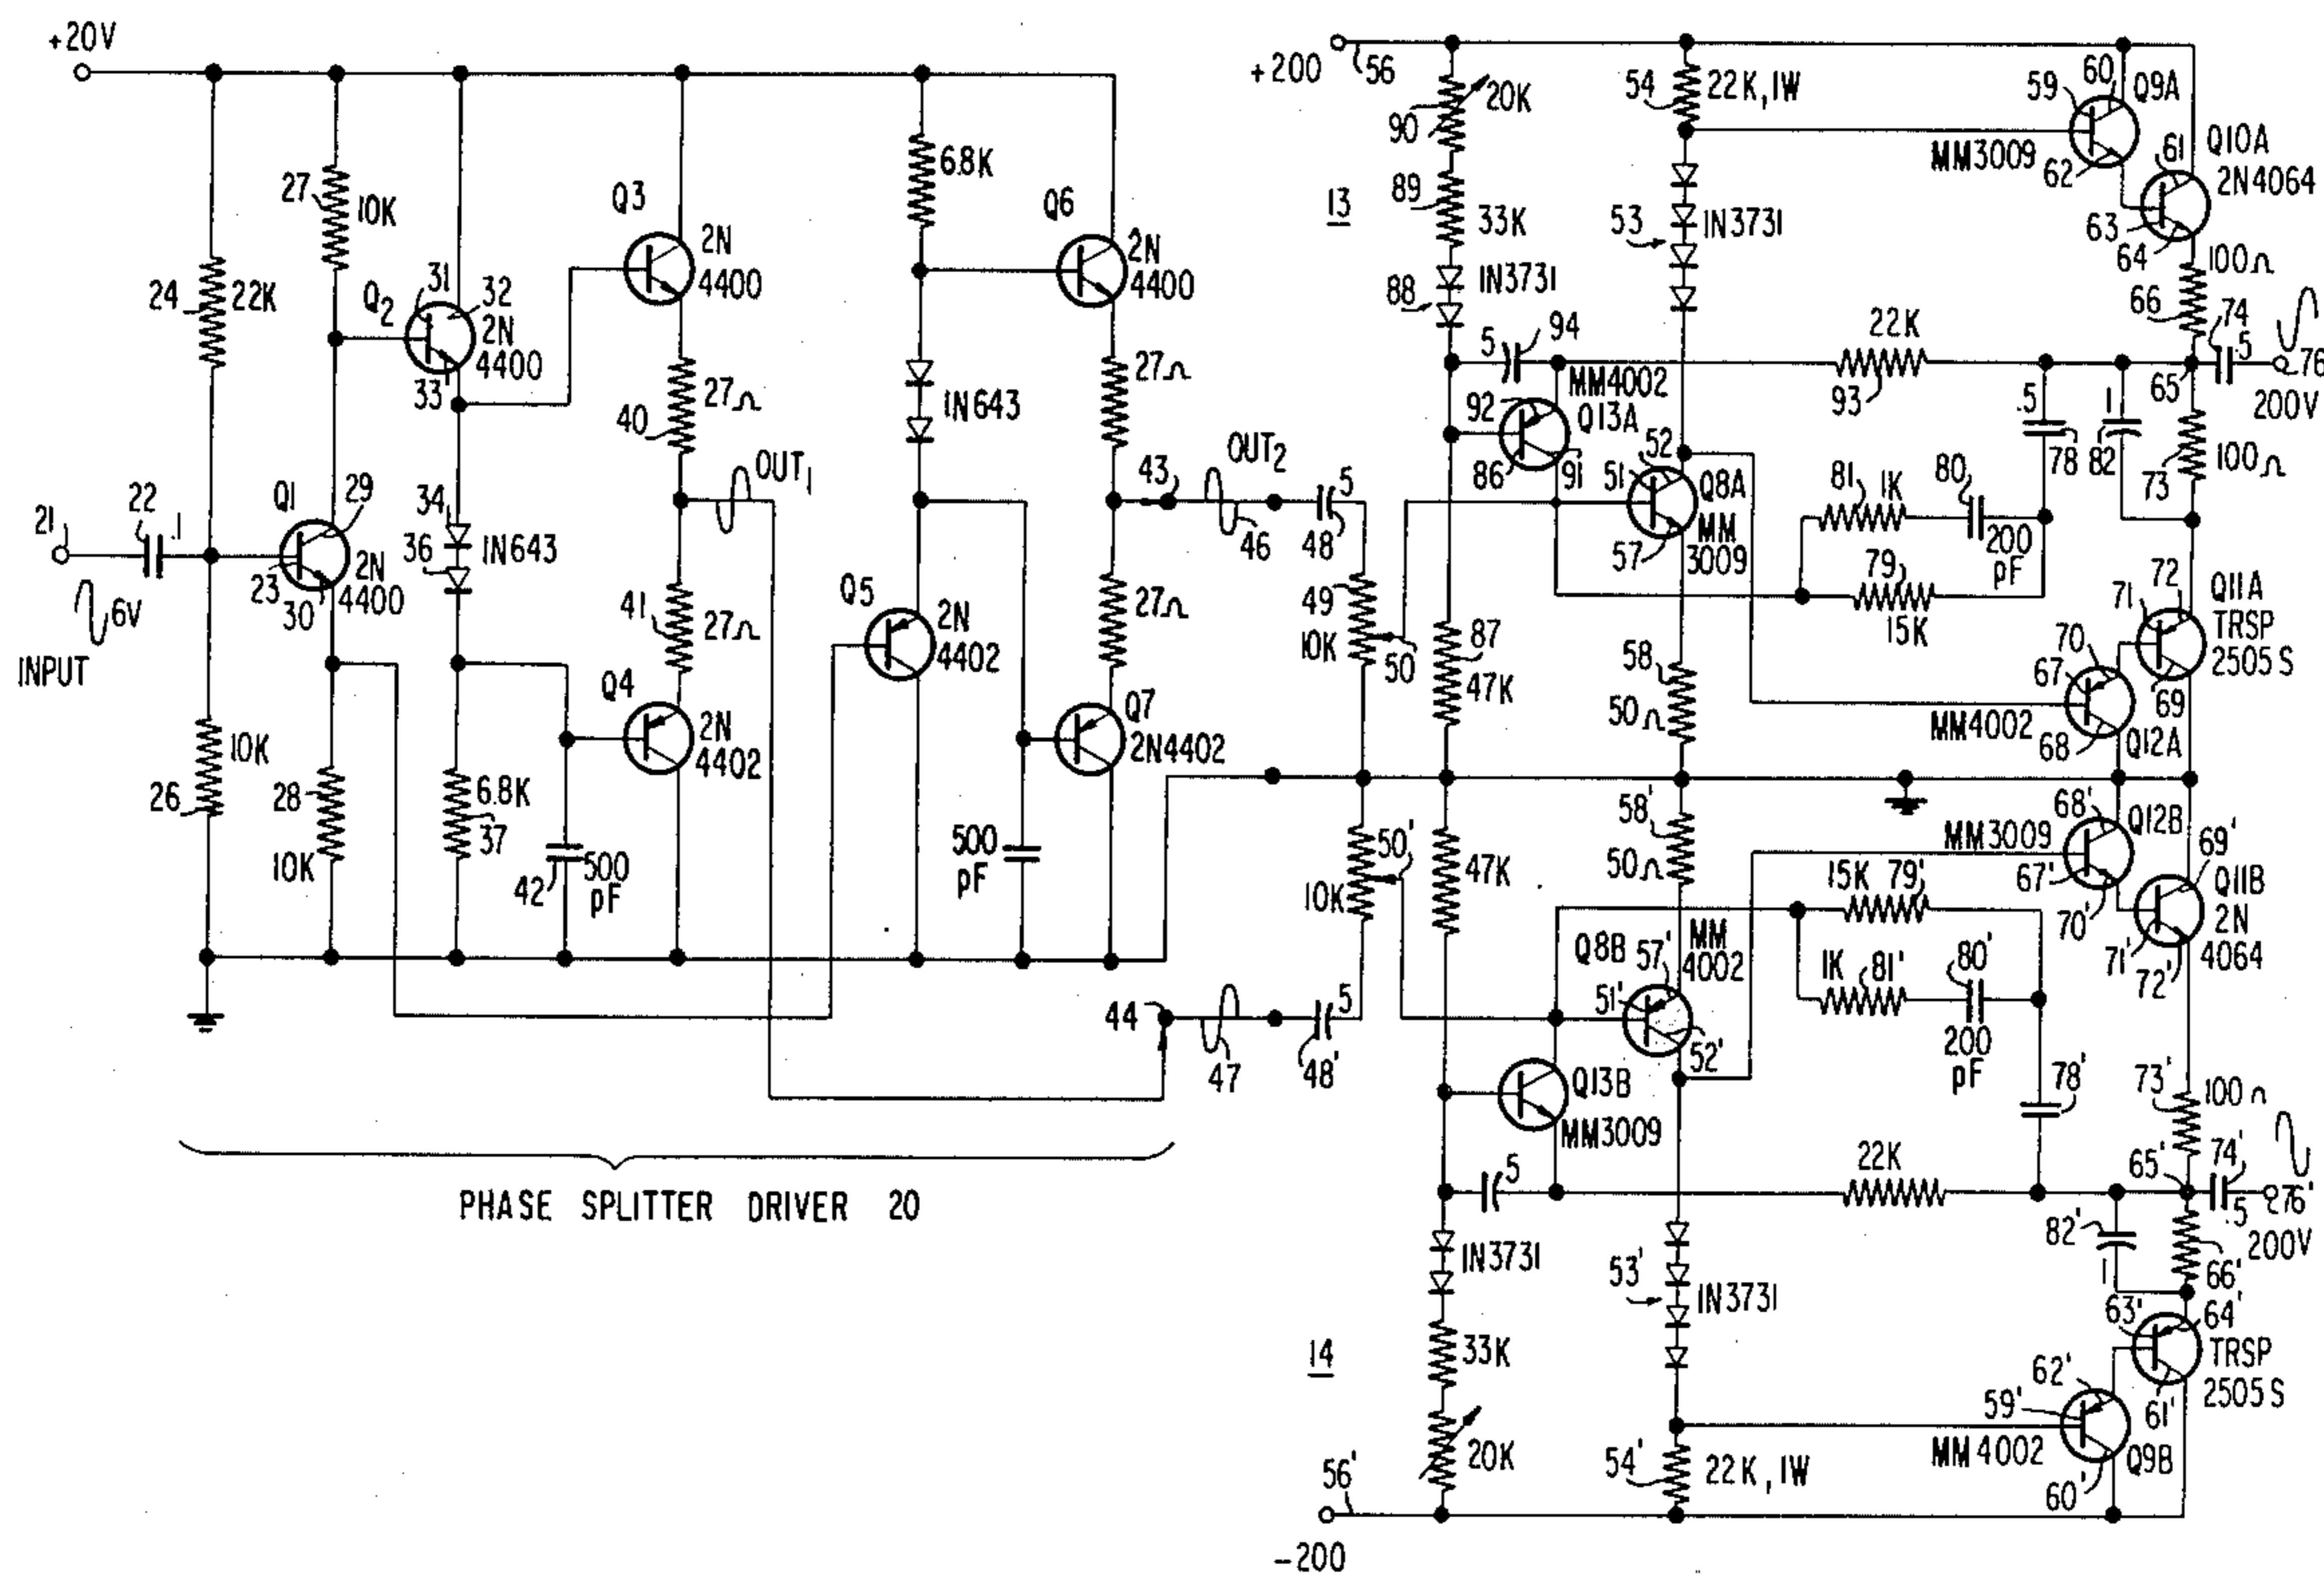 +20V
27
10K
24
22K
Q2
31
32
2N
4400
33
Q3
2N
4400
40
27Ω
OUT1
6.8K
Q6
2N
4400
27Ω
IN643
21
22
.1
Q1
29
23
30
2N
4400
6V
INPUT
34
36
IN643
41
27Ω
Q4
2N
4402
Q5
2N
4402
Q7
2N4402
27Ω
43
OUT2
46
5
48
26
10K
28
10K
6.8K
37
42
500
pF
500
pF
44
47
5
48'
PHASE SPLITTER DRIVER 20
+200
56
90
20K
54
22K,1W
59
60
Q9A
MM3009
62
61
Q10A
2N4064
63
64
13
89
33K
53
IN3731
88
IN3731
100Ω
66
5
94
22K
93
65
74
.5
76
200V
92
MM4002
Q13A
86
91
51
52
Q8A
MM
3009
57
.5
78
1
82
73
100Ω
81
1K
80
200
pF
79
15K
49
10K
50
87
47K
58
50Ω
71
72
Q11A
TRSP
2505S
70
67
69
MM4002
68
Q12A
50'
10K
47K
58'
50Ω
MM3009
68'
Q12B
67'
70'
69'
Q11B
2N
4064
71'
72'
15K
79'
1K
81'
80'
200
pF
Q8B
57'
MM
4002
51'
52'
Q13B
MM3009
78'
73'
100Ω
5
22K
65'
74'
.5
76'
200V
82'
1
66'
IN3731
53'
IN3731
63'
64'
TRSP
2505S
61'
14
33K
20K
62'
59'
MM4002
Q9B
60'
54'
22K,1W
56'
-200